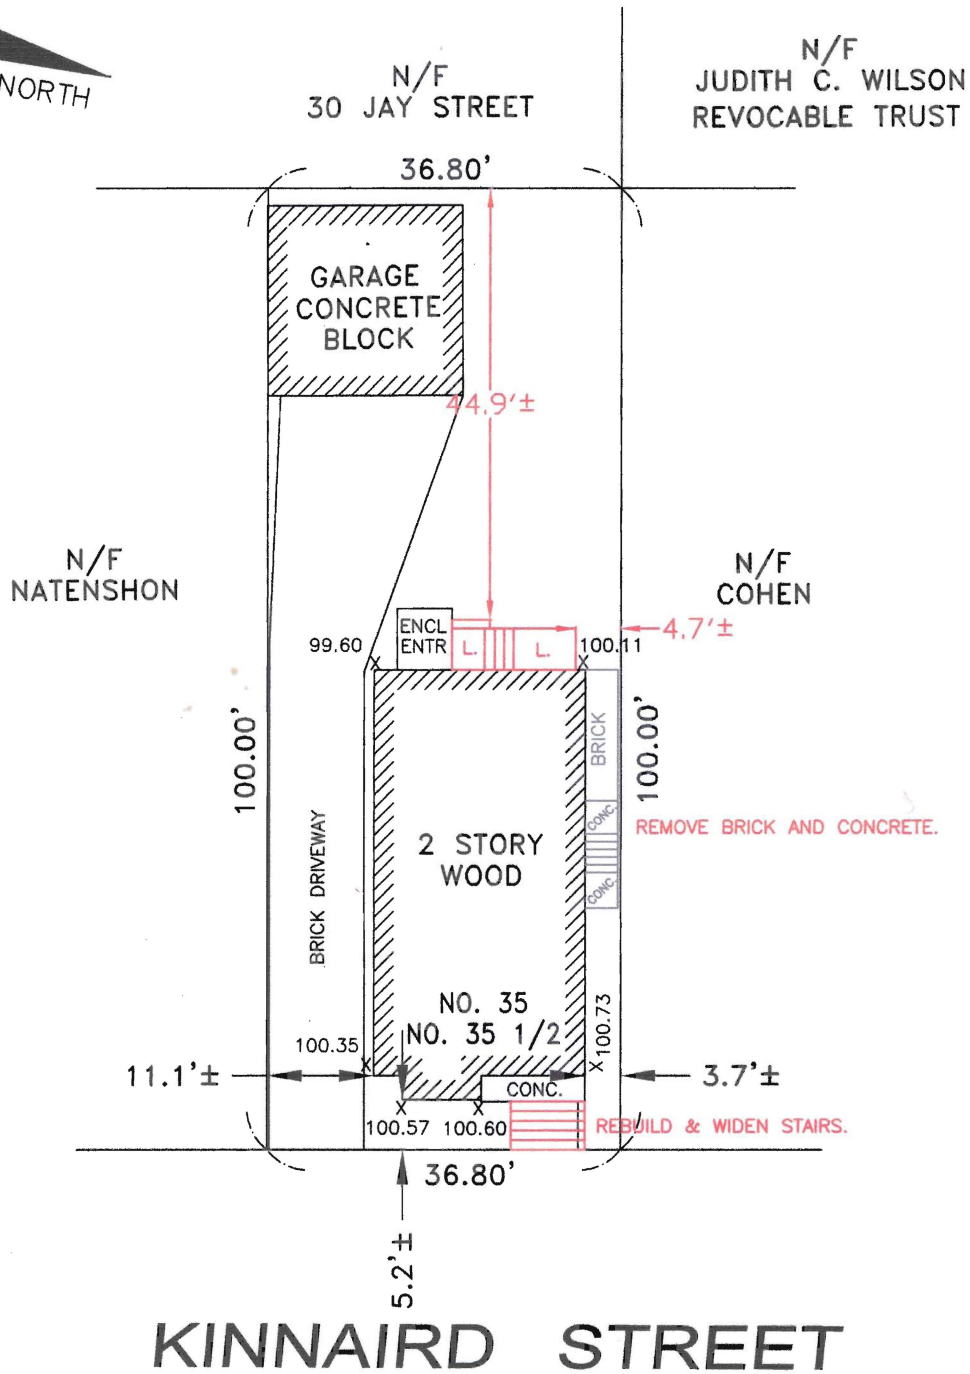 NORTH
N/F
30 JAY STREET
N/F
JUDITH C. WILSON
REVOCABLE TRUST
36.80'
GARAGE
CONCRETE
BLOCK
44.9'±
N/F
NATENSHON
N/F
COHEN
ENCL
ENTR
L.
L.
4.7'±
99.60
100.11
100.00'
100.00'
BRICK
CONC.
CONC.
REMOVE BRICK AND CONCRETE.
2 STORY
WOOD
BRICK DRIVEWAY
NO. 35
NO. 35 1/2
100.35
X
X
X
X
X
100.73
11.1'±
3.7'±
CONC.
100.57
100.60
REBUILD & WIDEN STAIRS.
36.80'
5.2'±
KINNAIRD STREET